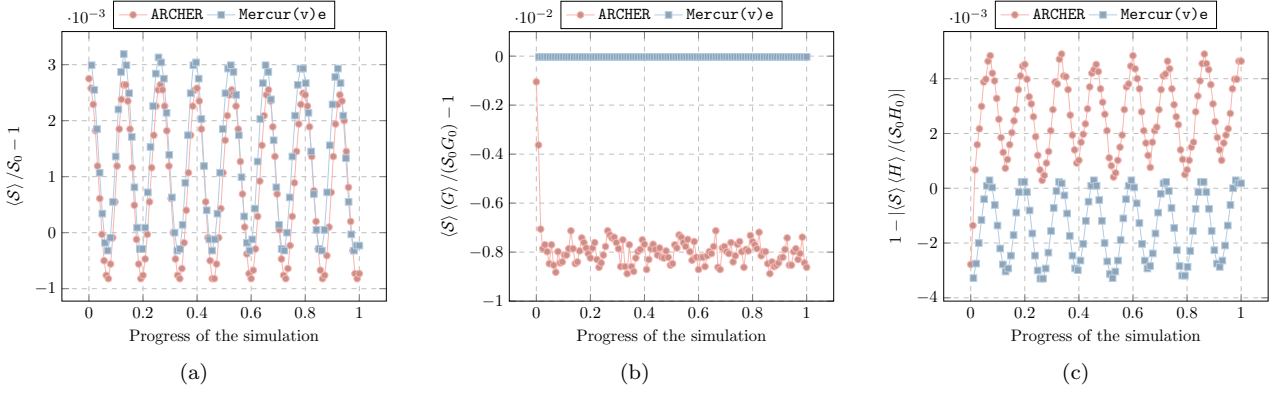 ·10⁻³
ARCHER Mercur(v)e
3
2
1
0
−1
0 0.2 0.4 0.6 0.8 1
⟨𝒮⟩ /𝒮₀ − 1
Progress of the simulation
(a)
·10⁻²
ARCHER Mercur(v)e
0
−0.2
−0.4
−0.6
−0.8
−1
0 0.2 0.4 0.6 0.8 1
⟨𝒮⟩ ⟨G⟩ /(𝒮₀G₀) − 1
Progress of the simulation
(b)
·10⁻³
ARCHER Mercur(v)e
4
2
0
−2
−4
0 0.2 0.4 0.6 0.8 1
1 − |⟨𝒮⟩ ⟨H⟩ /(𝒮₀H₀)|
Progress of the simulation
(c)